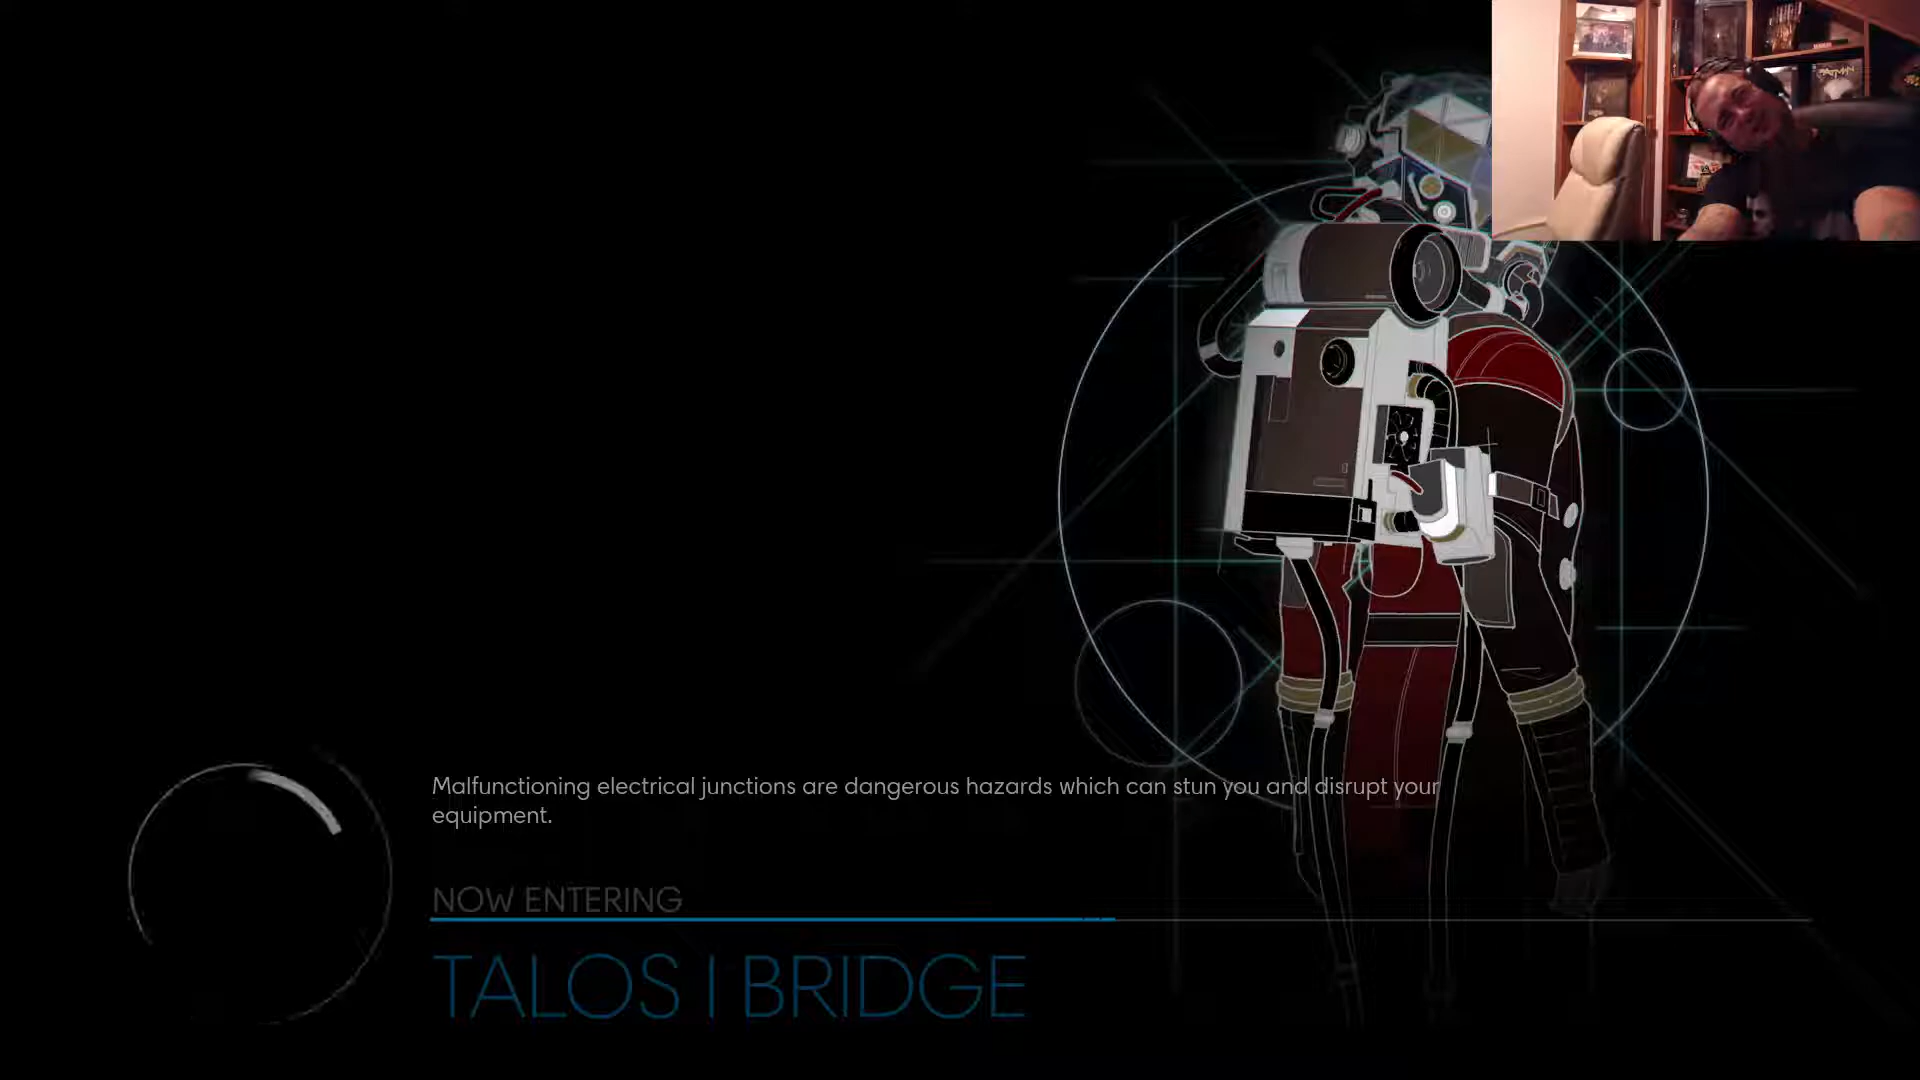 Malfunctioning electrical junctions are dangerous hazards which can stun you and disrupt your
equipment.
NOW ENTERING
TALOS I BRIDGE